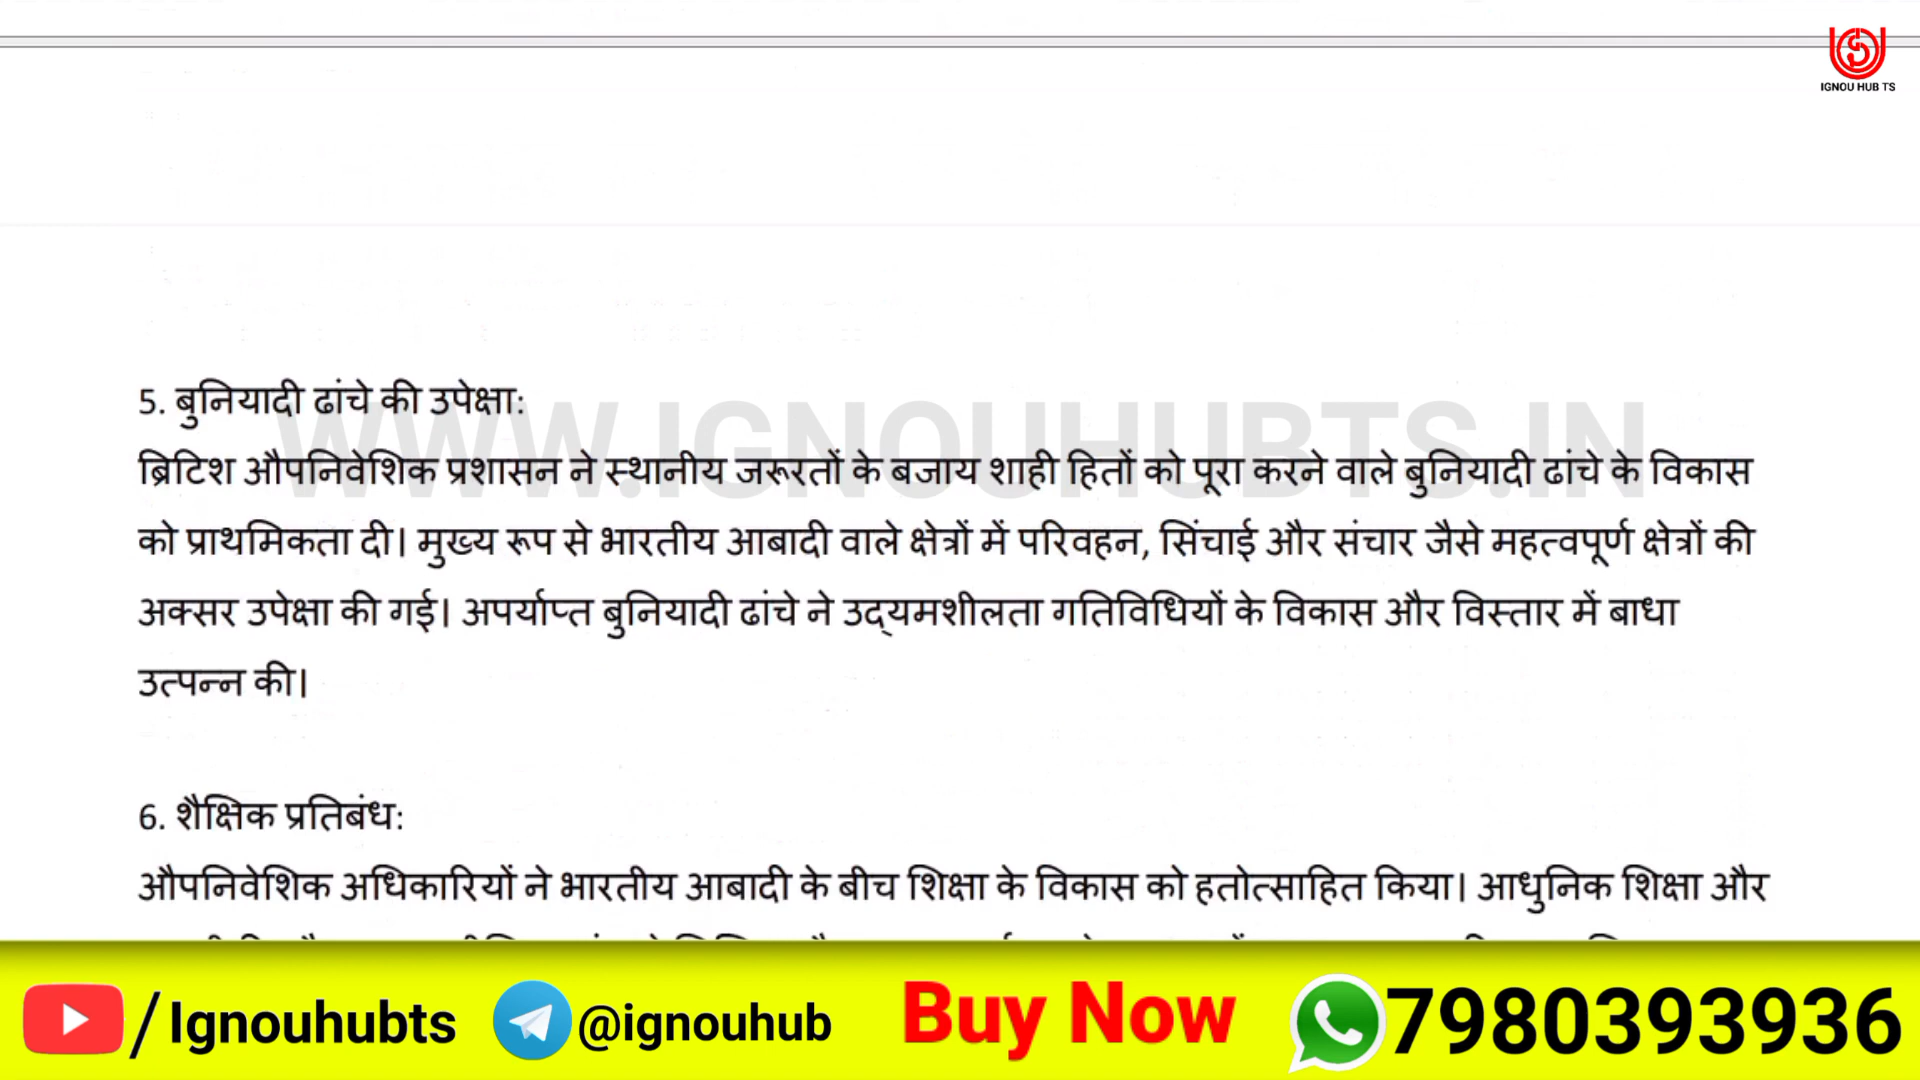 IGNOU HUB TS
5. बुनियादी ढांचे की उपेक्षा:
WWW.IGNOUHUBTS.IN
ब्रिटिश औपनिवेशिक प्रशासन ने स्थानीय जरूरतों के बजाय शाही हितों को पूरा करने वाले बुनियादी ढांचे के विकास
को प्राथमिकता दी। मुख्य रूप से भारतीय आबादी वाले क्षेत्रों में परिवहन, सिंचाई और संचार जैसे महत्वपूर्ण क्षेत्रों की
अक्सर उपेक्षा की गई। अपर्याप्त बुनियादी ढांचे ने उद्यमशीलता गतिविधियों के विकास और विस्तार में बाधा
उत्पन्न की।
6. शैक्षिक प्रतिबंध:
औपनिवेशिक अधिकारियों ने भारतीय आबादी के बीच शिक्षा के विकास को हतोत्साहित किया। आधुनिक शिक्षा और
/Ignouhubts @ignouhub Buy Now 7980393936